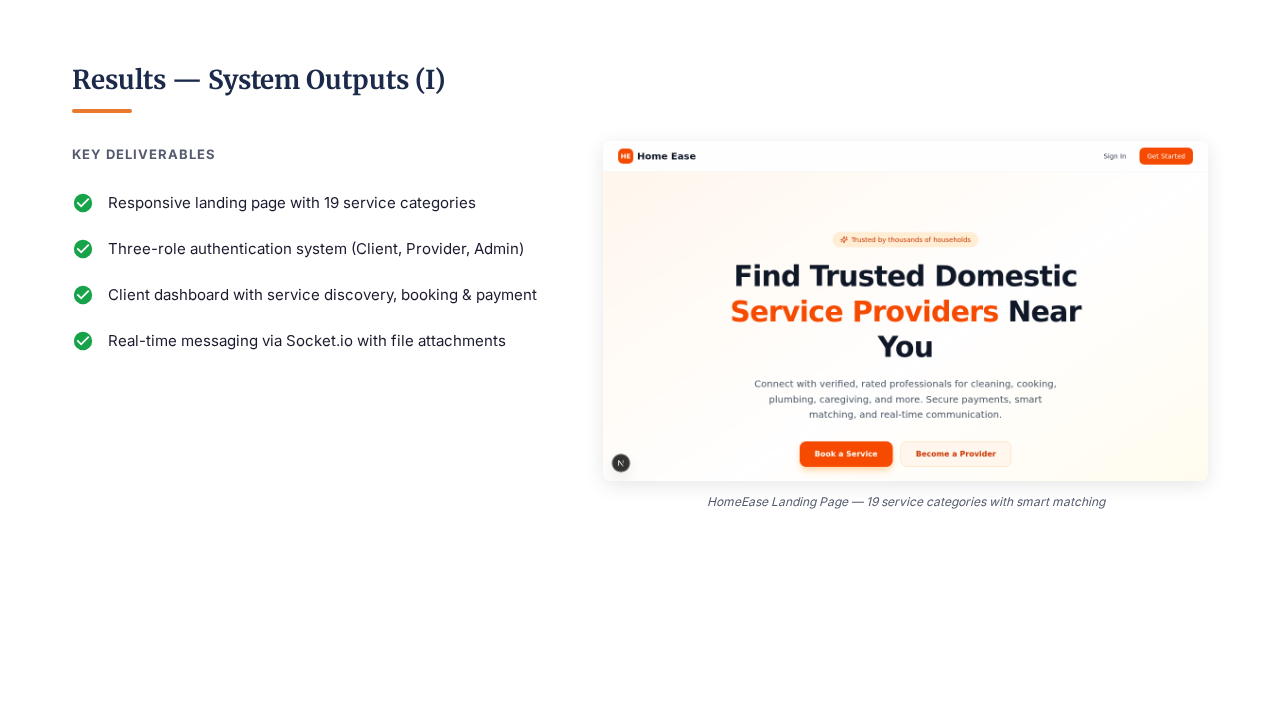 Results — System Outputs (I)
KEY DELIVERABLES
Responsive landing page with 19 service categories
Three-role authentication system (Client, Provider, Admin)
Client dashboard with service discovery, booking & payment
Real-time messaging via Socket.io with file attachments
HE Home Ease
Sign In
Get Started
Trusted by thousands of households
Find Trusted Domestic
Service Providers Near
You
Connect with verified, rated professionals for cleaning, cooking,
plumbing, caregiving, and more. Secure payments, smart
matching, and real-time communication.
Book a Service
Become a Provider
N
HomeEase Landing Page — 19 service categories with smart matching